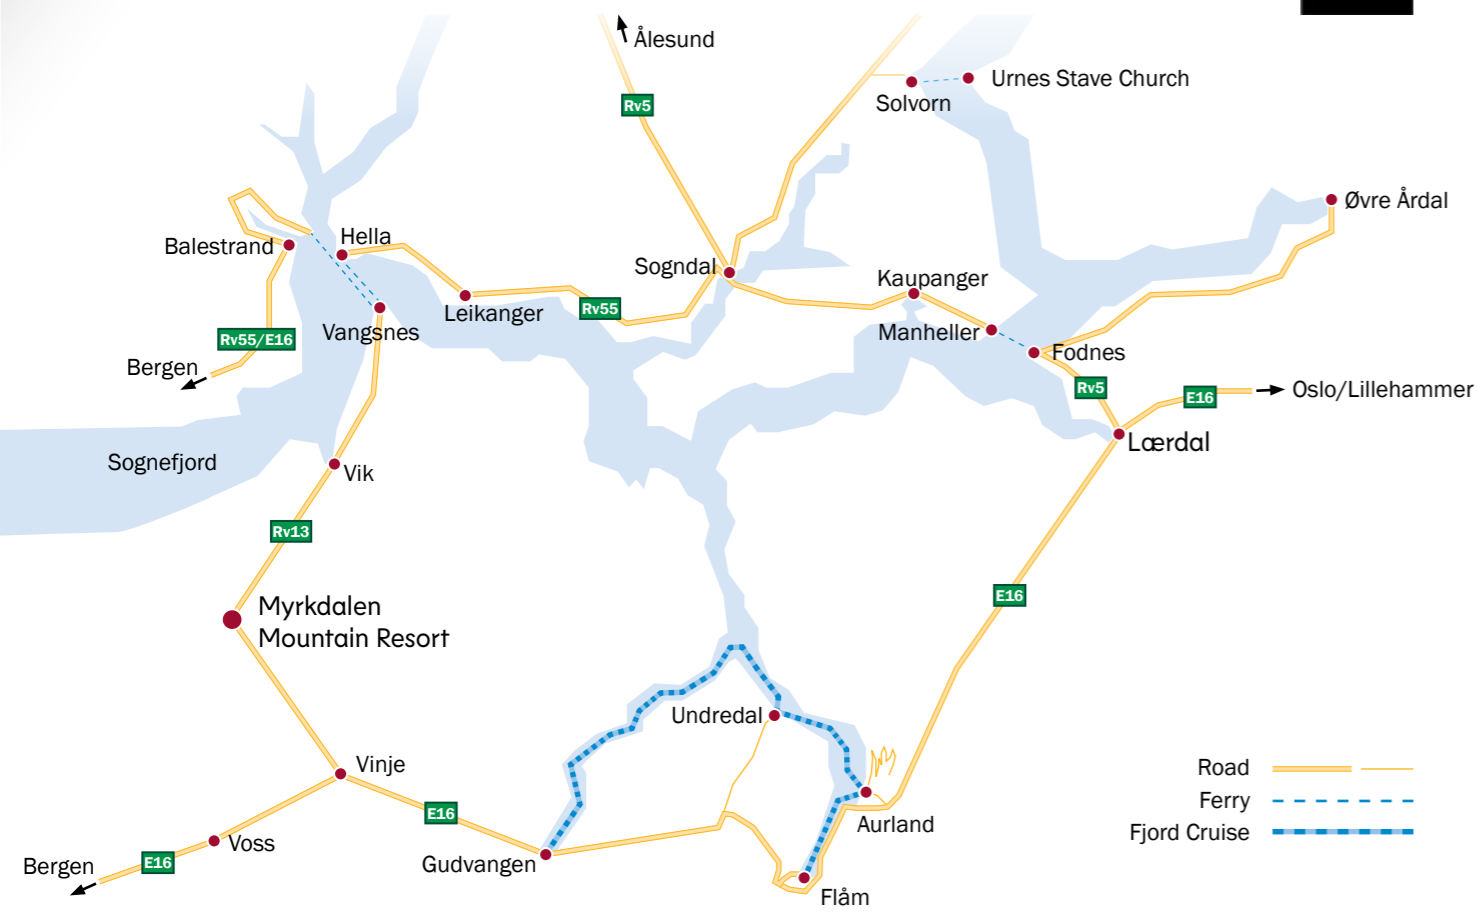 Ålesund
Urnes Stave Church
Solvorn
Rv5
Øvre Årdal
Balestrand
Hella
Sogndal
Kaupanger
Leikanger
Rv55
Vangsnes
Manheller
Rv55/E16
Bergen
Fodnes
Rv5
E16
Oslo/Lillehammer
Lærdal
Sognefjord
Vik
Rv13
E16
Myrkdalen
Mountain Resort
Undredal
Vinje
Road
Ferry
E16
Aurland
Fjord Cruise
Voss
Gudvangen
Bergen
E16
Flåm